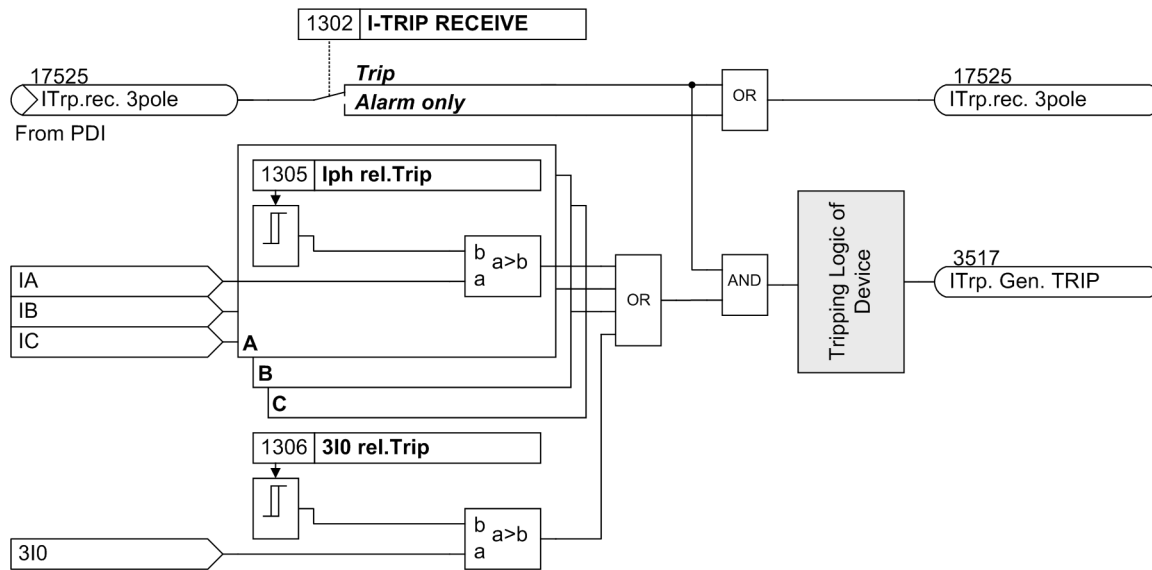 1302 I-TRIP RECEIVE
17525
ITrp.rec. 3pole
From PDI
Trip
Alarm only
OR
17525
ITrp.rec. 3pole
1305 Iph rel.Trip
b
a
a>b
IA
IB
IC
A
B
C
OR
AND
Tripping Logic of
Device
3517
ITrp. Gen. TRIP
1306 3I0 rel.Trip
b
a
a>b
3I0